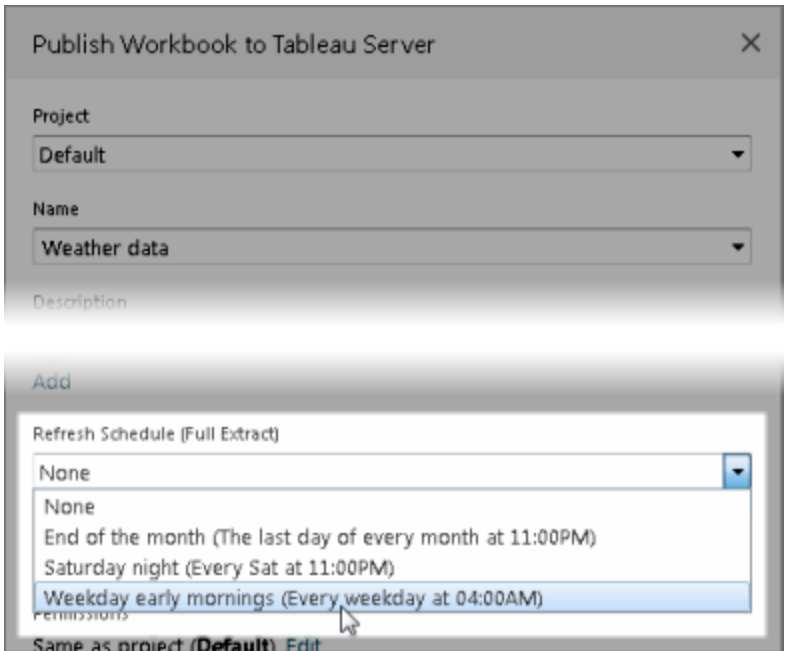 Publish Workbook to Tableau Server
Project
Default
Name
Weather data
Description
Add
Refresh Schedule (Full Extract)
None
None
End of the month (The last day of every month at 11:00PM)
Saturday night (Every Sat at 11:00PM)
Weekday early mornings (Every weekday at 04:00AM)
Permissions
Same as project (Default) Edit